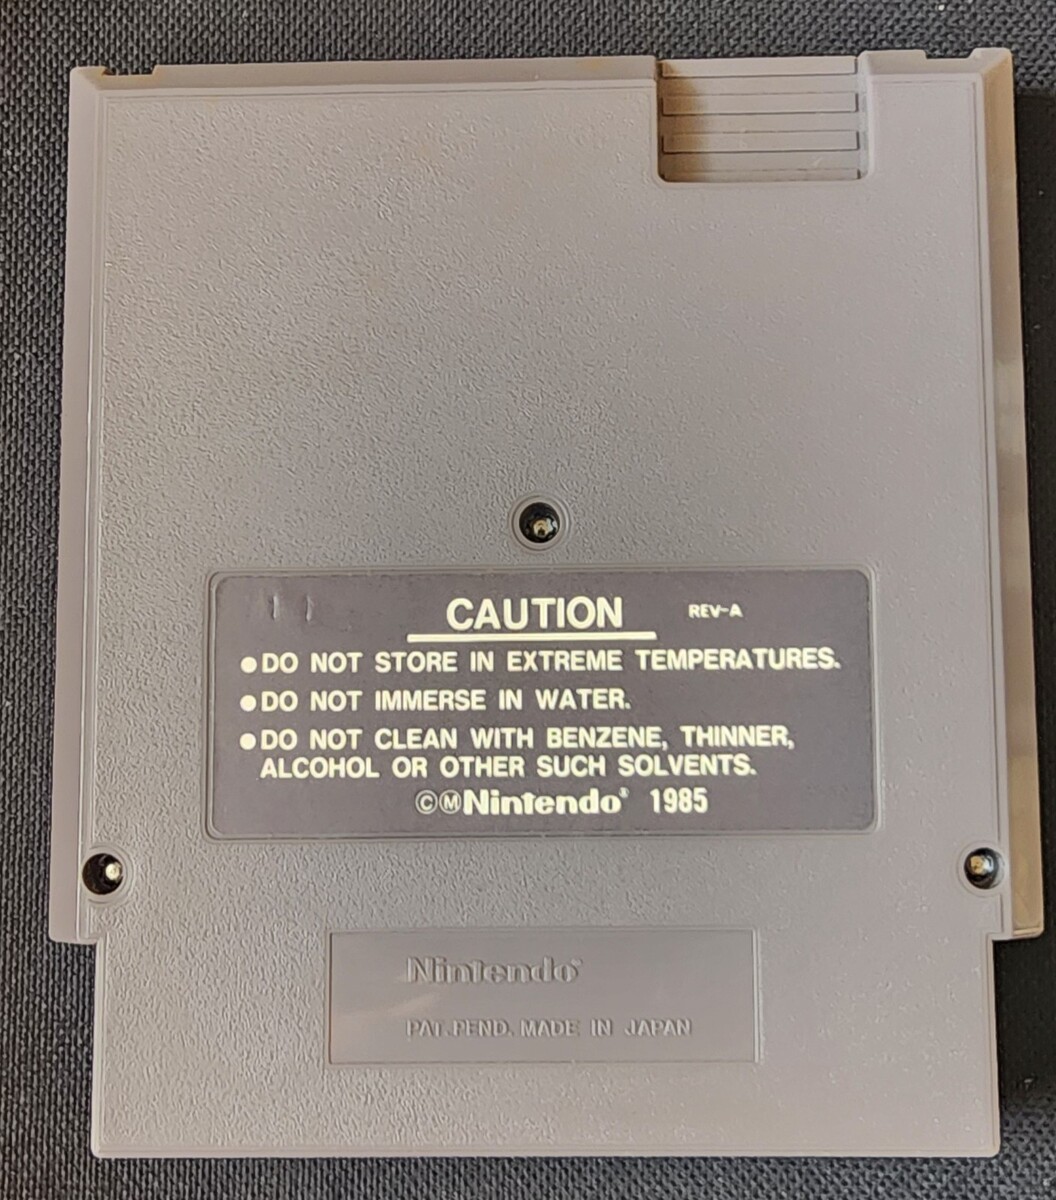 CAUTION REV-A
●DO NOT STORE IN EXTREME TEMPERATURES.
●DO NOT IMMERSE IN WATER.
●DO NOT CLEAN WITH BENZENE, THINNER,
ALCOHOL OR OTHER SUCH SOLVENTS.
©ⓂNintendo® 1985
Nintendo®
PAT.PEND. MADE IN JAPAN